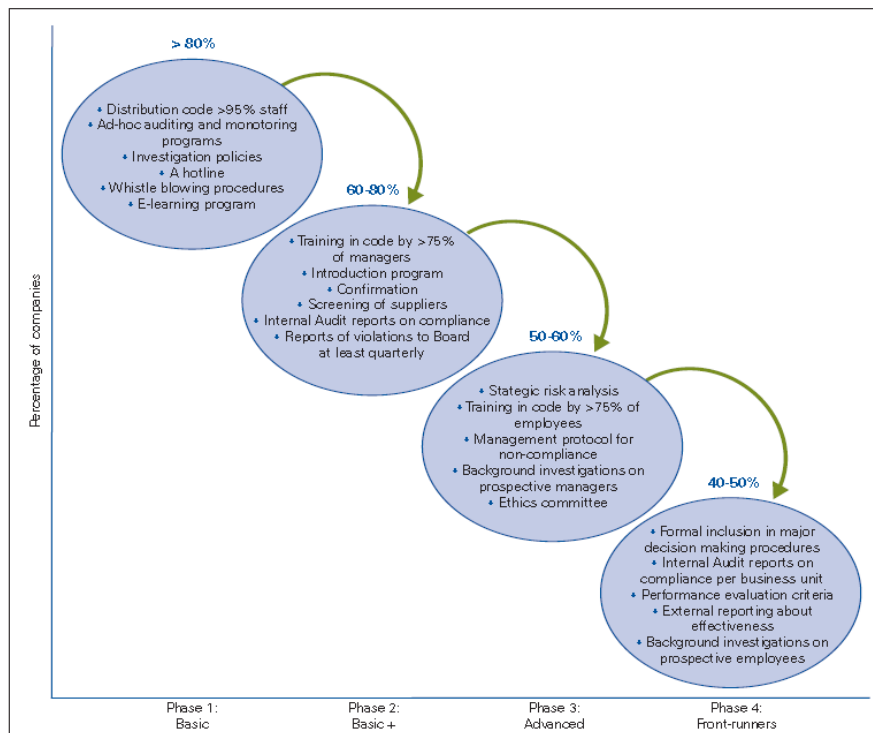 > 80%
Distribution code >95% staff
Ad-hoc auditing and monotoring
programs
Investigation policies
A hotline
Whistle blowing procedures
E-learning program
60-80%
Training in code by >75%
of managers
Introduction program
Confirmation
Screening of suppliers
Internal Audit reports on compliance
Reports of violations to Board
at least quarterly
50-60%
Stategic risk analysis
Training in code by >75% of
employees
Management protocol for
non-compliance
Background investigations on
prospective managers
Ethics committee
40-50%
Formal inclusion in major
decision making procedures
Internal Audit reports on
compliance per business unit
Performance evaluation criteria
External reporting about
effectiveness
Background investigations on
prospective employees
Percentage of companies
Phase 1:
Basic
Phase 2:
Basic +
Phase 3:
Advanced
Phase 4:
Front-runners